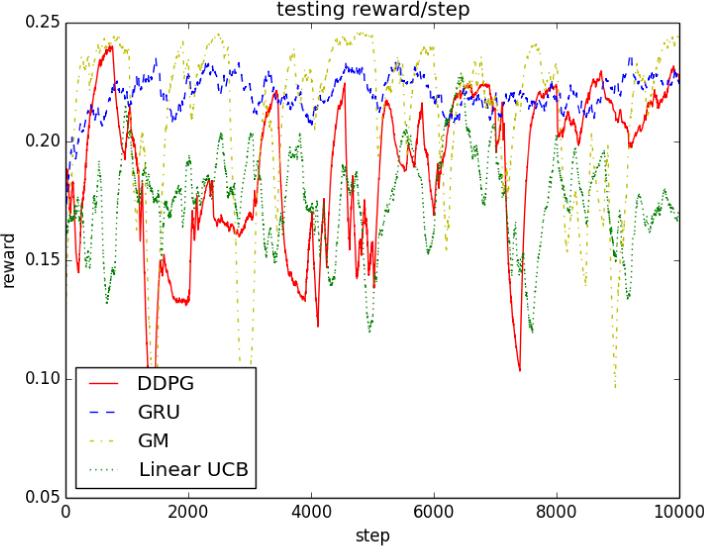 testing reward/step
0.25
0.20
0.15
0.10
0.05
reward
DDPG
GRU
GM
Linear UCB
0 2000 4000 6000 8000 10000
step